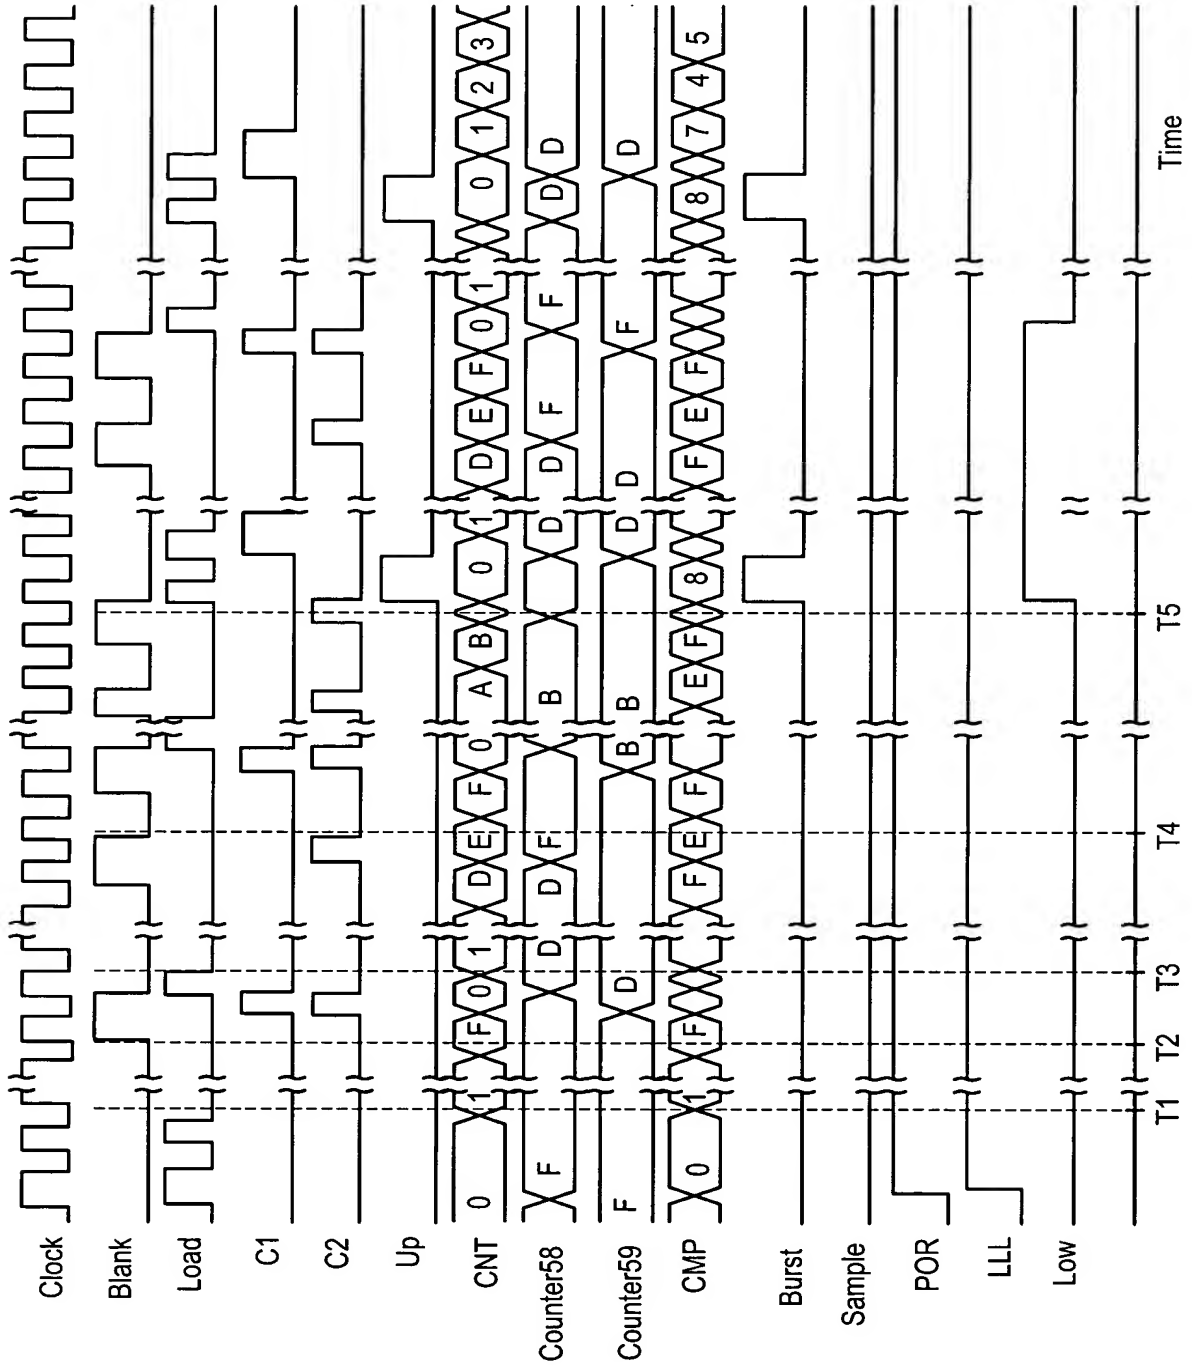 Clock
Blank
Load
C1
C2
Up
CNT 0 1 F 0 1 D E F 0 A B 0 1 D E F 0 1 0 1 2 3
Counter58 F D D F B D D F F D D
Counter59 F D B B D D F D
CMP 0 1 F F E F E F 8 F E F 8 7 4 5
Burst
Sample
POR
LLL
Low
T1 T2 T3 T4 T5 Time